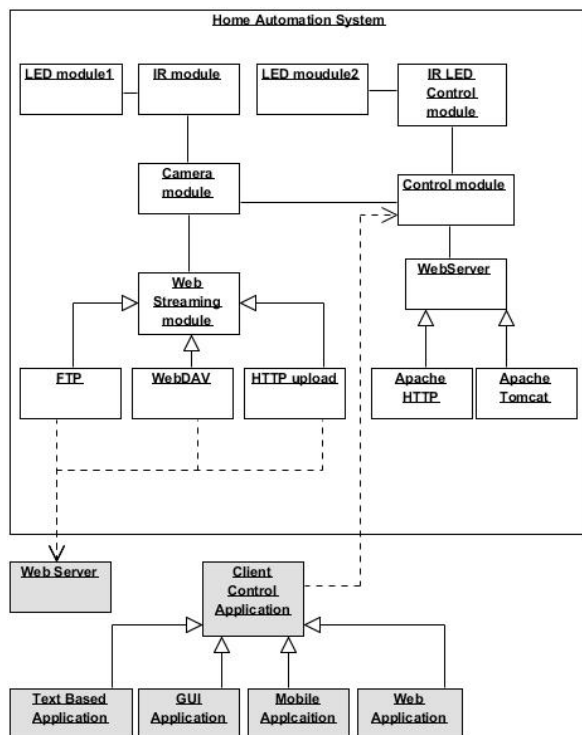 Home Automation System
LED module1
IR module
LED moudule2
IR LED
Control
module
Camera
module
Control module
Web
Streaming
module
WebServer
FTP
WebDAV
HTTP upload
Apache
HTTP
Apache
Tomcat
Web Server
Client
Control
Application
Text Based
Application
GUI
Application
Mobile
Applcaition
Web
Application